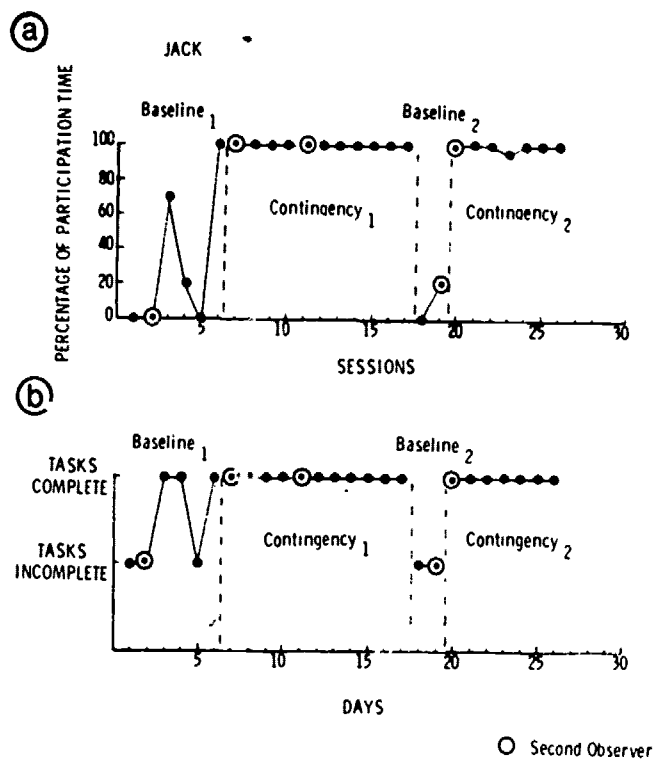 a
JACK
Baseline 1
Baseline 2
PERCENTAGE OF PARTICIPATION TIME
100
80
60
40
20
0
Contingency 1
Contingency 2
5
10
15
20
25
30
SESSIONS
b
Baseline 1
Baseline 2
TASKS
COMPLETE
TASKS
INCOMPLETE
Contingency 1
Contingency 2
5
10
15
20
25
30
DAYS
Second Observer